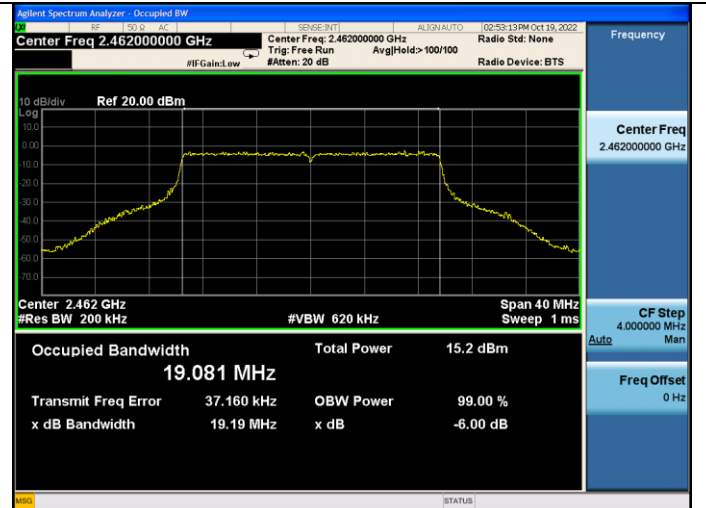 Agilent Spectrum Analyzer - Occupied BW
LXI RF 50 Ω AC SENSE:INT ALIGN AUTO 02:53:13 PM Oct 19, 2022
Center Freq 2.462000000 GHz Center Freq: 2.462000000 GHz Radio Std: None Frequency
Trig: Free Run Avg|Hold:>100/100
#IFGain:Low #Atten: 20 dB Radio Device: BTS
10 dB/div Ref 20.00 dBm
Log
10.0
0.00
-10.0
-20.0
-30.0
-40.0
-50.0
-60.0
-70.0
Center Freq
2.462000000 GHz
Center 2.462 GHz Span 40 MHz
#Res BW 200 kHz #VBW 620 kHz Sweep 1 ms
CF Step
4.000000 MHz
Auto Man
Occupied Bandwidth Total Power 15.2 dBm
19.081 MHz
Transmit Freq Error 37.160 kHz OBW Power 99.00 %
x dB Bandwidth 19.19 MHz x dB -6.00 dB
Freq Offset
0 Hz
MSG STATUS